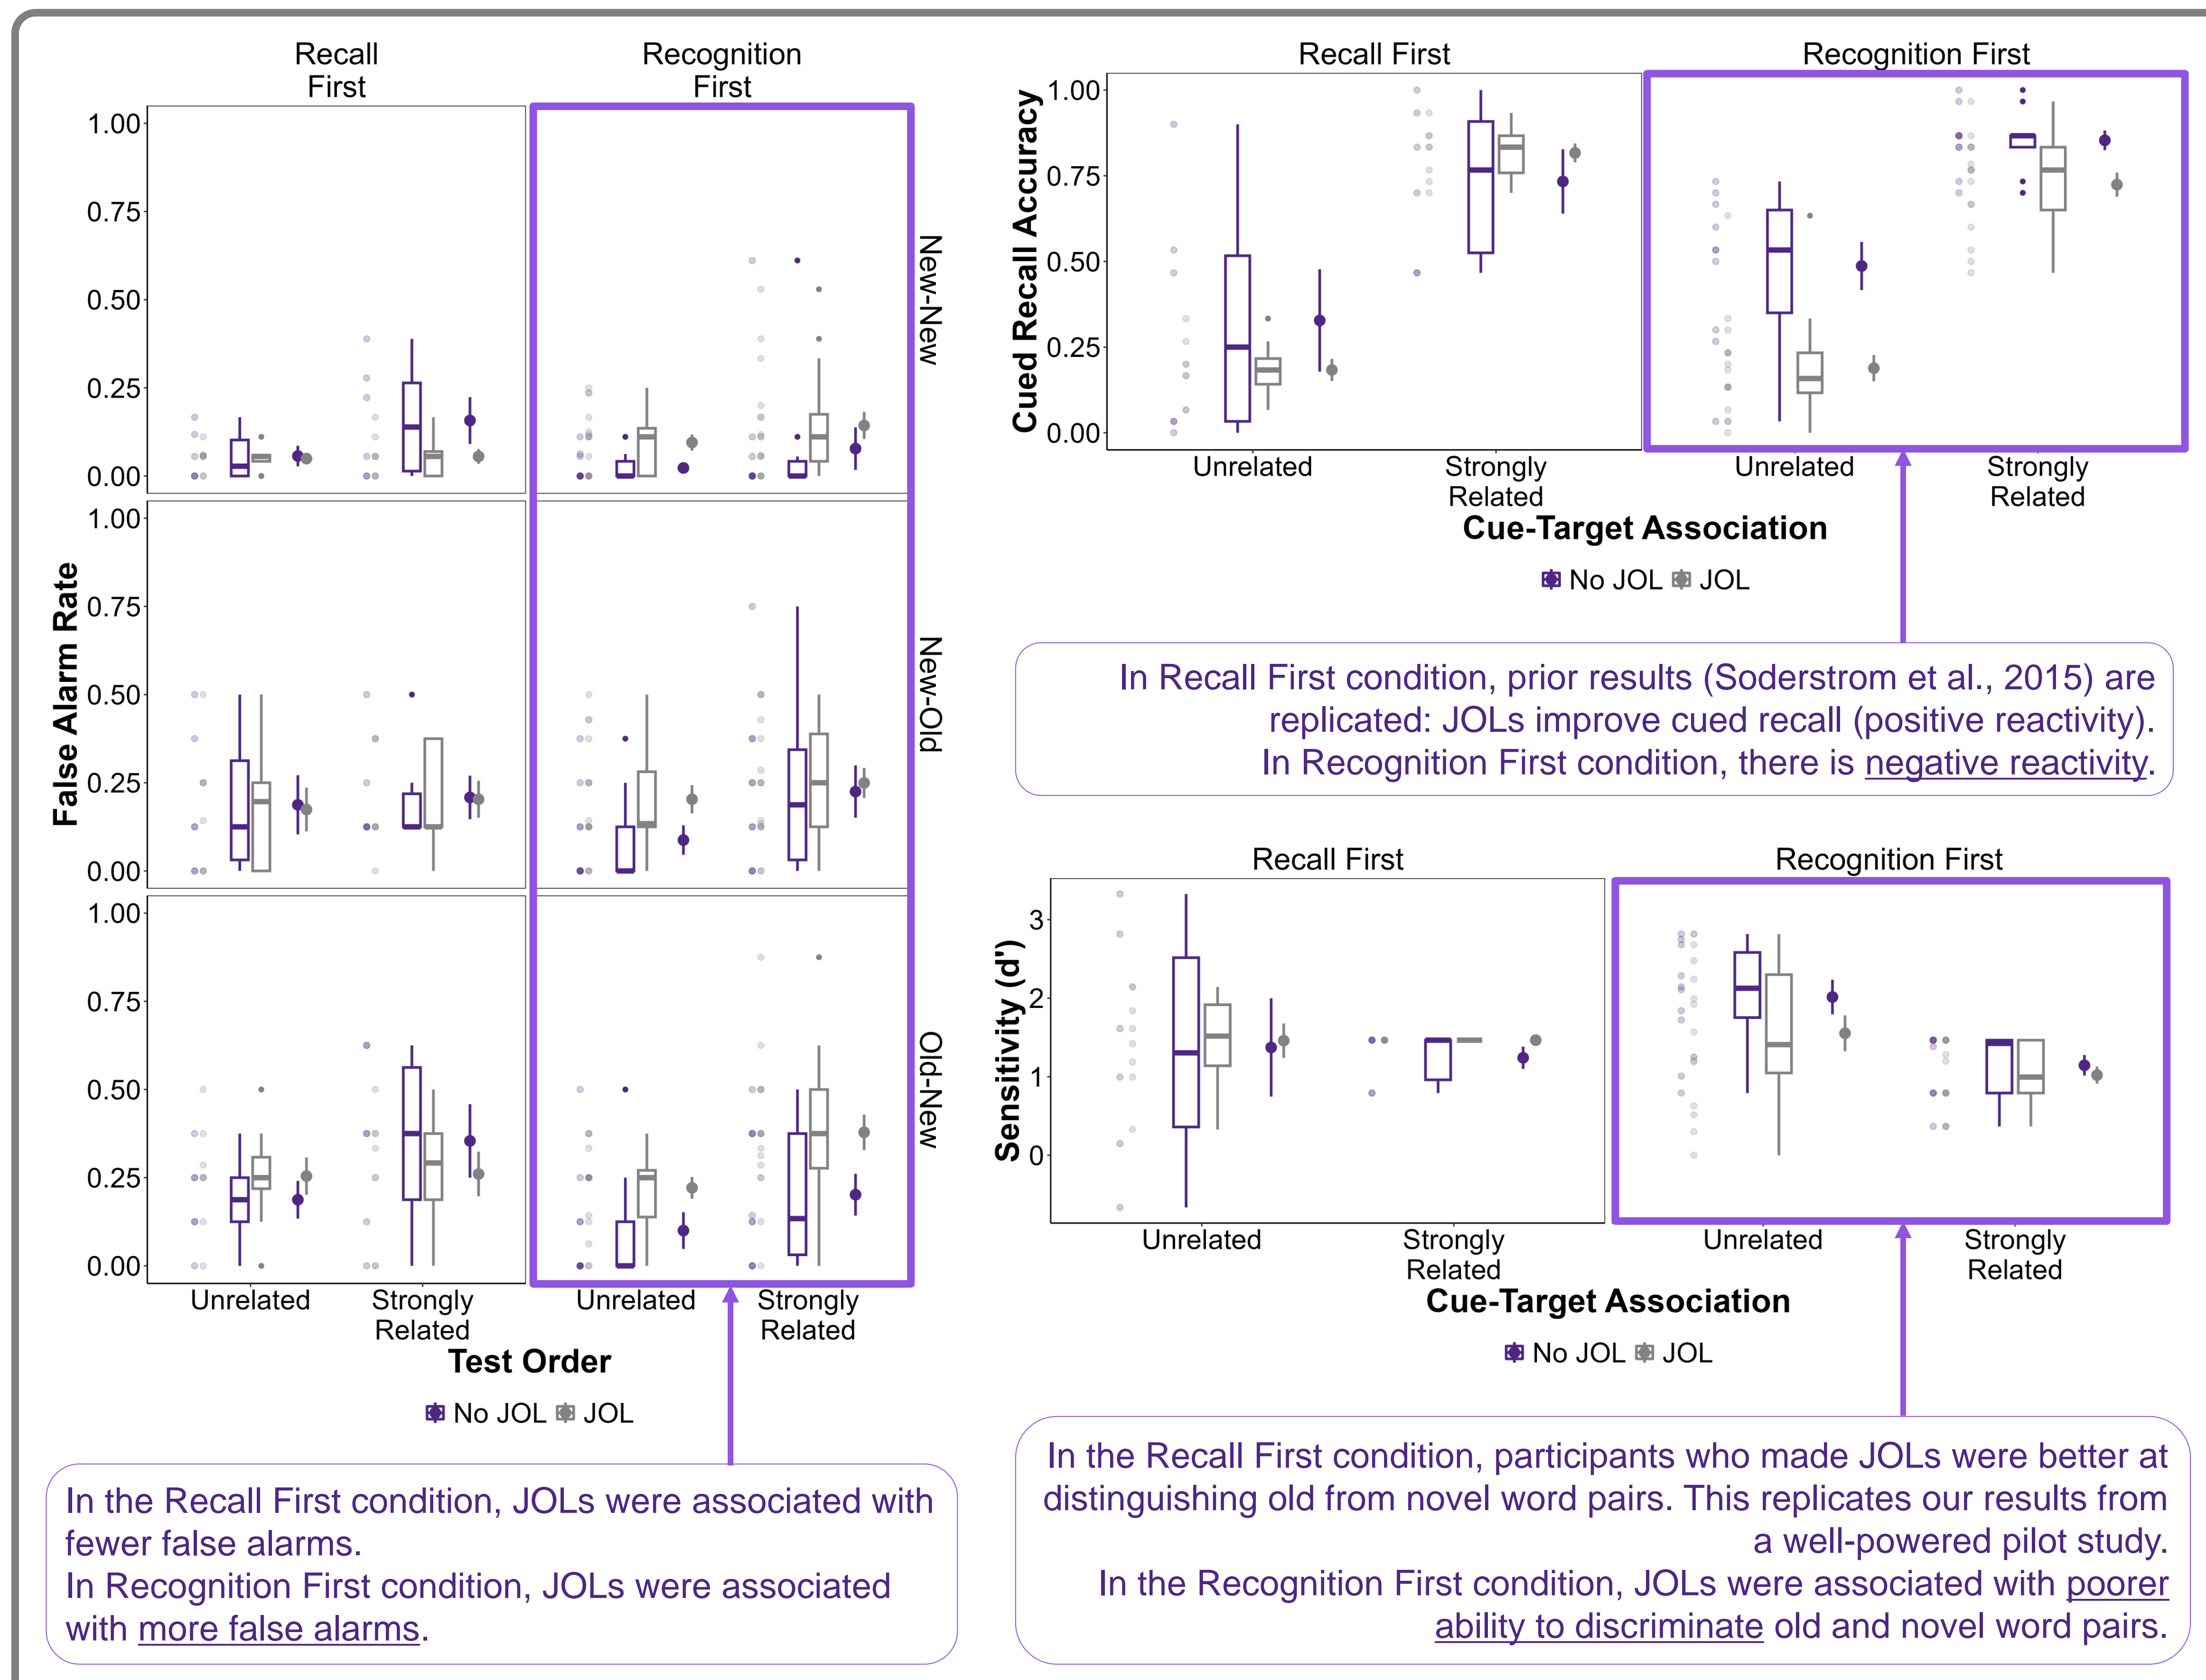 Recall
First
Recognition
First
1.00
0.75
0.50
0.25
0.00
New-New
1.00
0.75
0.50
0.25
0.00
New-Old
1.00
0.75
0.50
0.25
0.00
Old-New
False Alarm Rate
Unrelated
Strongly
Related
Unrelated
Strongly
Related
Test Order
No JOL JOL
In the Recall First condition, JOLs were associated with
fewer false alarms.
In Recognition First condition, JOLs were associated
with more false alarms.
Recall First
Recognition First
Cued Recall Accuracy
1.00
0.75
0.50
0.25
0.00
Unrelated
Strongly
Related
Unrelated
Strongly
Related
Cue-Target Association
No JOL JOL
In Recall First condition, prior results (Soderstrom et al., 2015) are
replicated: JOLs improve cued recall (positive reactivity).
In Recognition First condition, there is negative reactivity.
Recall First
Recognition First
Sensitivity (d')
3
2
1
0
Unrelated
Strongly
Related
Unrelated
Strongly
Related
Cue-Target Association
No JOL JOL
In the Recall First condition, participants who made JOLs were better at
distinguishing old from novel word pairs. This replicates our results from
a well-powered pilot study.
In the Recognition First condition, JOLs were associated with poorer
ability to discriminate old and novel word pairs.